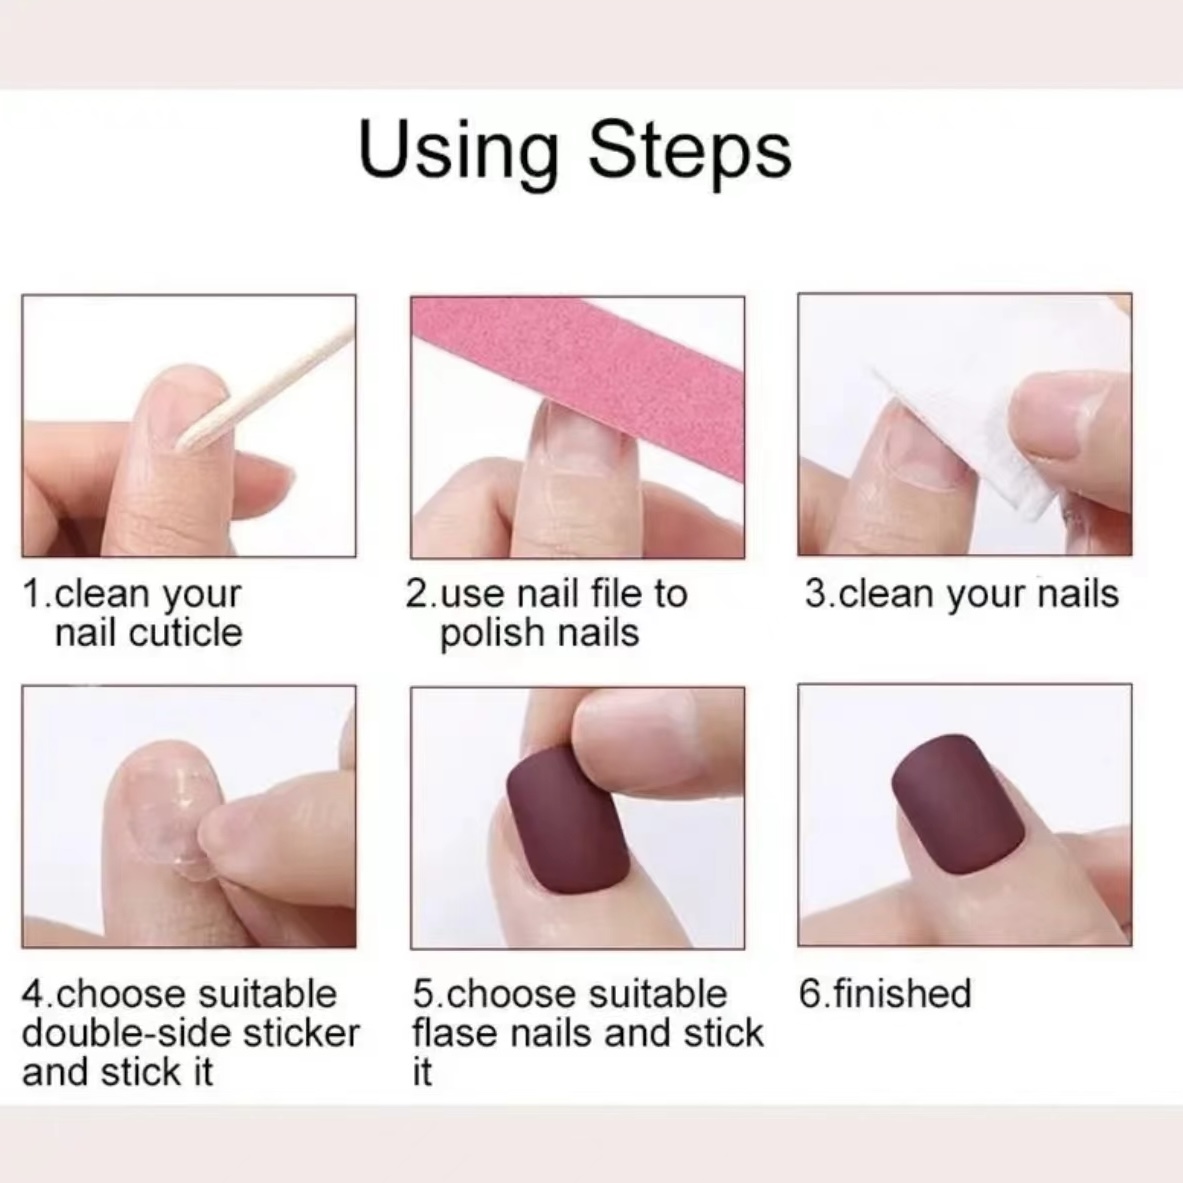 Using Steps
1.clean your
nail cuticle
2.use nail file to
polish nails
3.clean your nails
4.choose suitable
double-side sticker
and stick it
5.choose suitable
flase nails and stick
it
6.finished